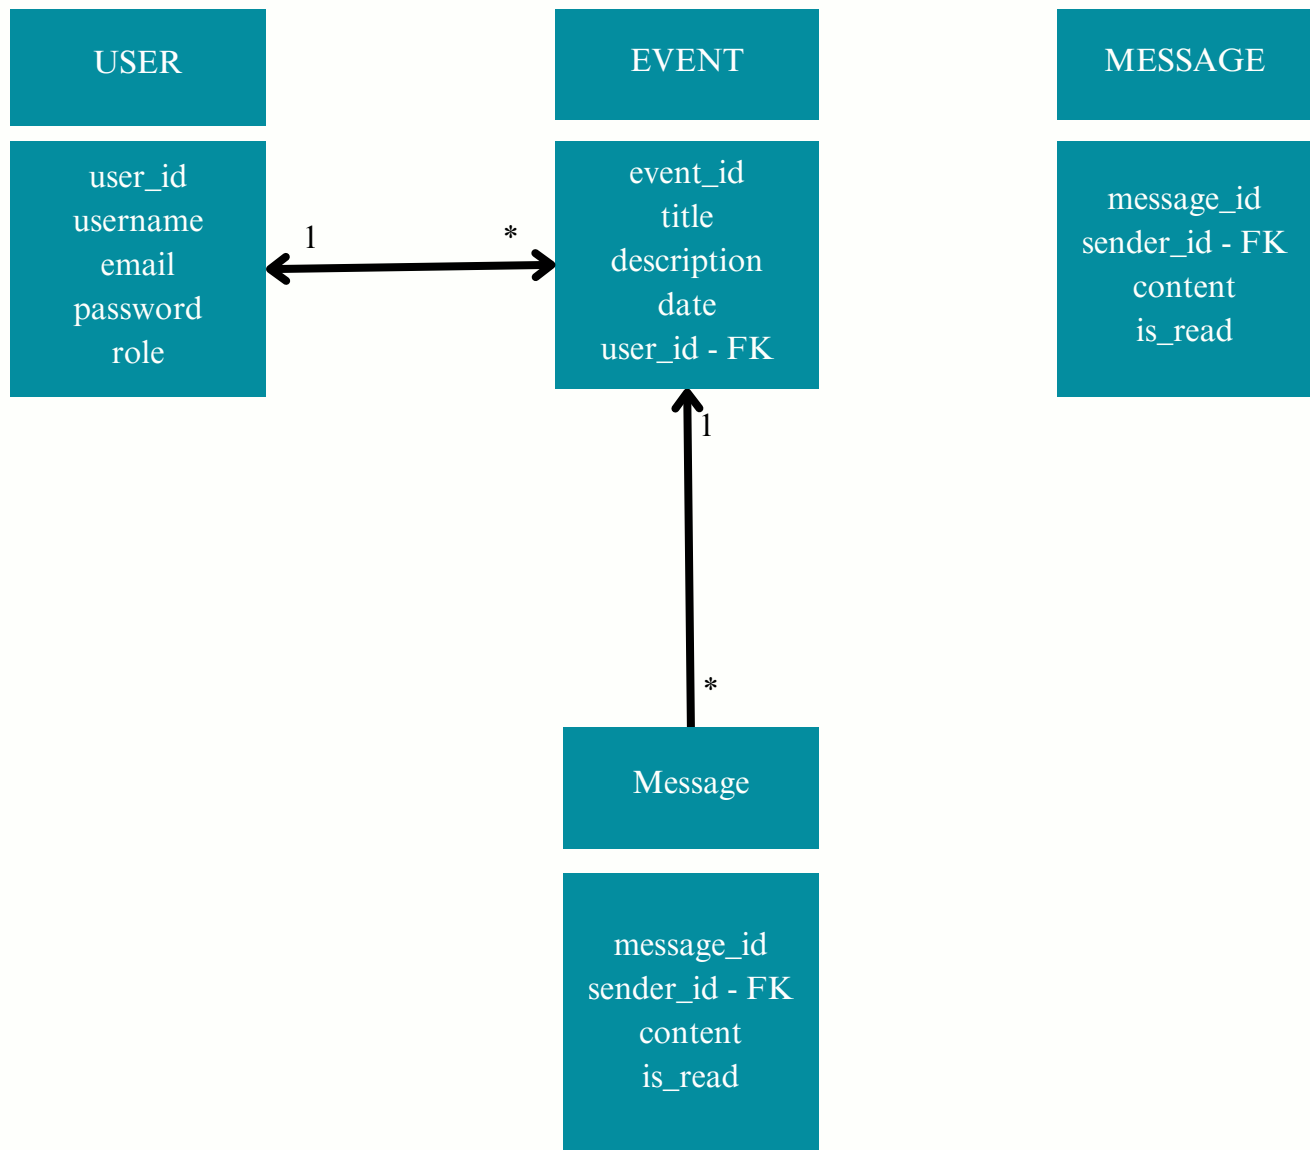 USER
user_id
username
email
password
role
1
*
EVENT
event_id
title
description
date
user_id - FK
MESSAGE
message_id
sender_id - FK
content
is_read
1
*
Message
message_id
sender_id - FK
content
is_read